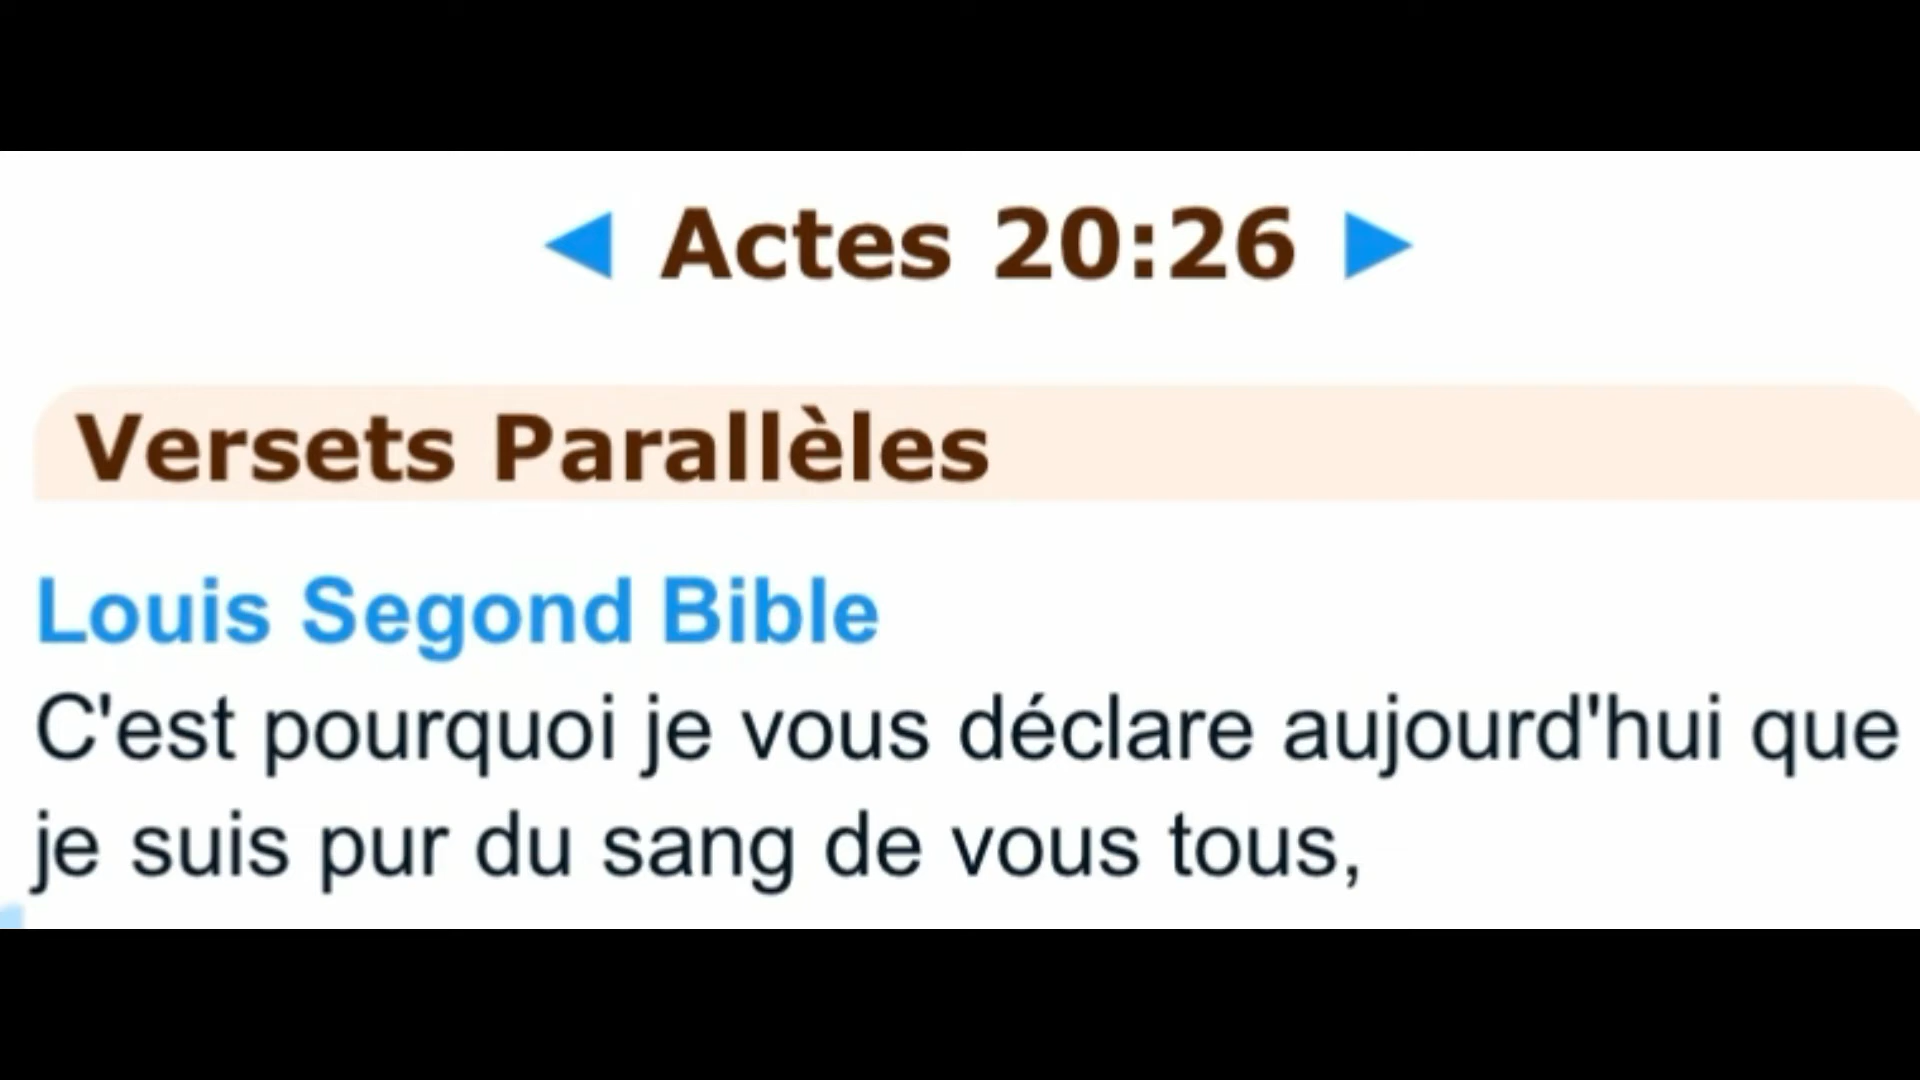 Actes 20:26
Versets Parallèles
Louis Segond Bible
C'est pourquoi je vous déclare aujourd'hui que
je suis pur du sang de vous tous,